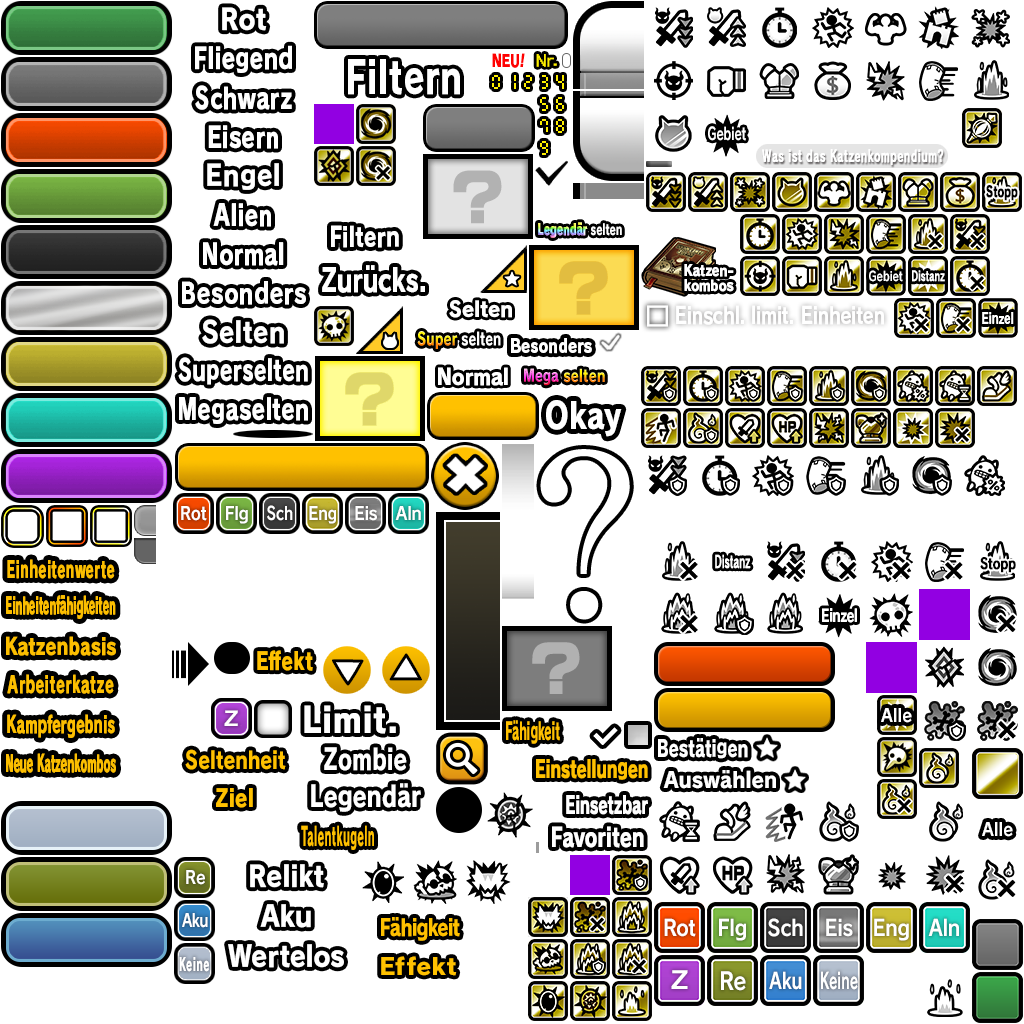 Rot
Fliegend
Schwarz
Eisern
Engel
Alien
Normal
Besonders
Selten
Superselten
Megaselten
Filtern
NEU! Nr.
0 1 2 3 4
5 6
7 8
9
Filtern
Zurücks.
Legendär selten
Selten
Super selten
Besonders
Normal
Mega selten
Okay
?
?
?
?
?
Gebiet
Was ist das Katzenkompendium?
Stopp
Katzen-
kombos
Gebiet
Distanz
Einschl. limit. Einheiten
Einzel
HP
Rot
Flg
Sch
Eng
Eis
Aln
Einheitenwerte
Einheitenfähigkeiten
Katzenbasis
Arbeiterkatze
Kampfergebnis
Neue Katzenkombos
Effekt
Z
Limit.
Seltenheit
Zombie
Ziel
Legendär
Talentkugeln
Fähigkeit
Einstellungen
Einsetzbar
Favoriten
Distanz
Stopp
Einzel
Alle
Bestätigen
Auswählen
Alle
HP
Re
Aku
Keine
Relikt
Aku
Wertelos
Fähigkeit
Effekt
Rot
Flg
Sch
Eis
Eng
Aln
Z
Re
Aku
Keine